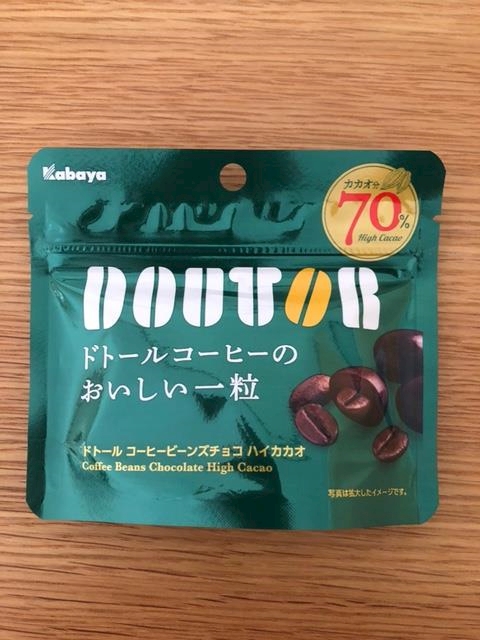 Kabaya
カカオ分
70%
High Cacao
DOUTOR
ドトールコーヒーの
おいしい一粒
ドトール コーヒービーンズチョコ ハイカカオ
Coffee Beans Chocolate High Cacao
写真は拡大したイメージです。